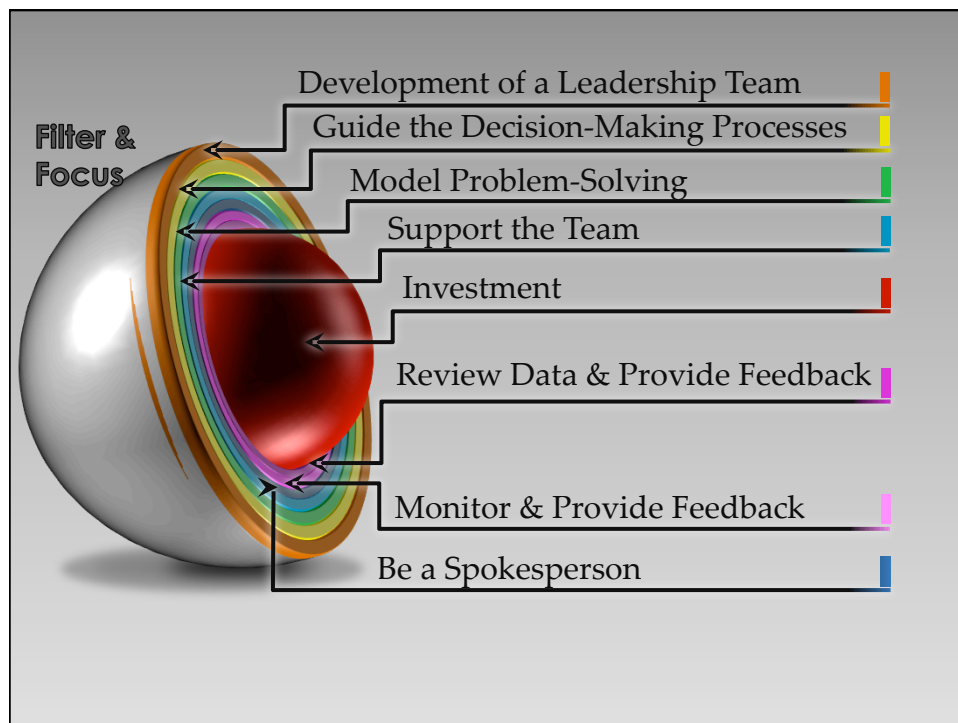 Development of a Leadership Team
Filter &
Focus
Guide the Decision-Making Processes
Model Problem-Solving
Support the Team
Investment
Review Data & Provide Feedback
Monitor & Provide Feedback
Be a Spokesperson